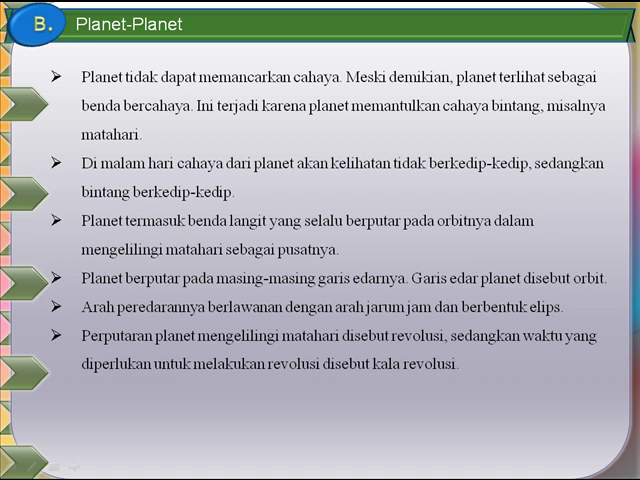 B. Planet-Planet
➢ Planet tidak dapat memancarkan cahaya. Meski demikian, planet terlihat sebagai
benda bercahaya. Ini terjadi karena planet memantulkan cahaya bintang, misalnya
matahari.
➢ Di malam hari cahaya dari planet akan kelihatan tidak berkedip-kedip, sedangkan
bintang berkedip-kedip.
➢ Planet termasuk benda langit yang selalu berputar pada orbitnya dalam
mengelilingi matahari sebagai pusatnya.
➢ Planet berputar pada masing-masing garis edarnya. Garis edar planet disebut orbit.
➢ Arah peredarannya berlawanan dengan arah jarum jam dan berbentuk elips.
➢ Perputaran planet mengelilingi matahari disebut revolusi, sedangkan waktu yang
diperlukan untuk melakukan revolusi disebut kala revolusi.